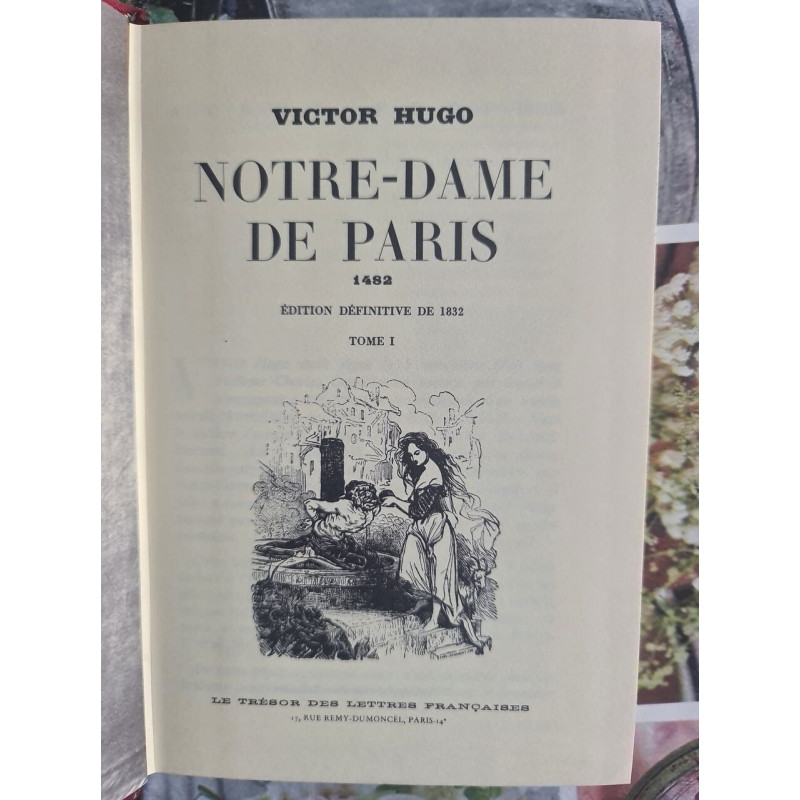 VICTOR HUGO
NOTRE-DAME
DE PARIS
1482
ÉDITION DÉFINITIVE DE 1832
TOME I
LE TRÉSOR DES LETTRES FRANÇAISES
17, RUE REMY-DUMONCEL, PARIS-14e